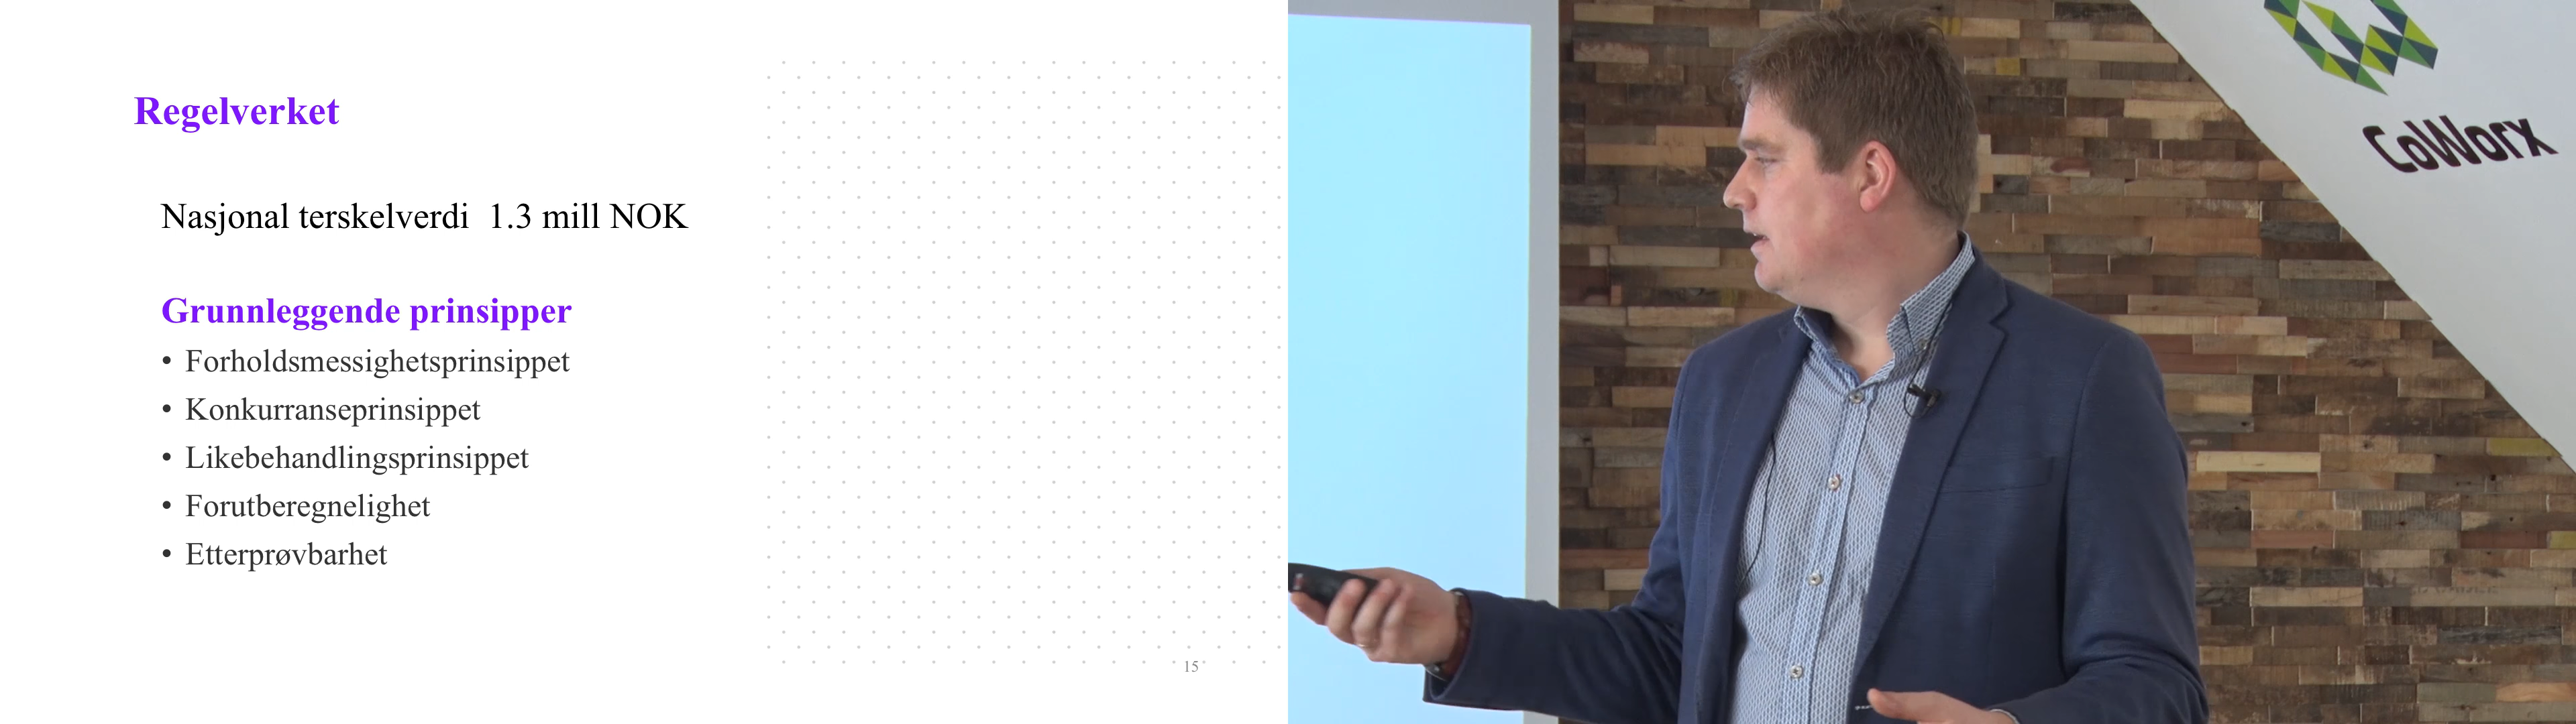 Regelverket
Nasjonal terskelverdi 1.3 mill NOK
Grunnleggende prinsipper
• Forholdsmessighetsprinsippet
• Konkurranseprinsippet
• Likebehandlingsprinsippet
• Forutberegnelighet
• Etterprøvbarhet
15
CoWorx